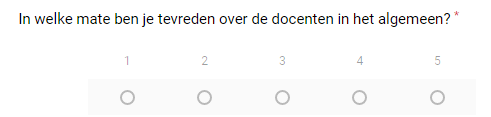 In welke mate ben je tevreden over de docenten in het algemeen? *
1 2 3 4 5